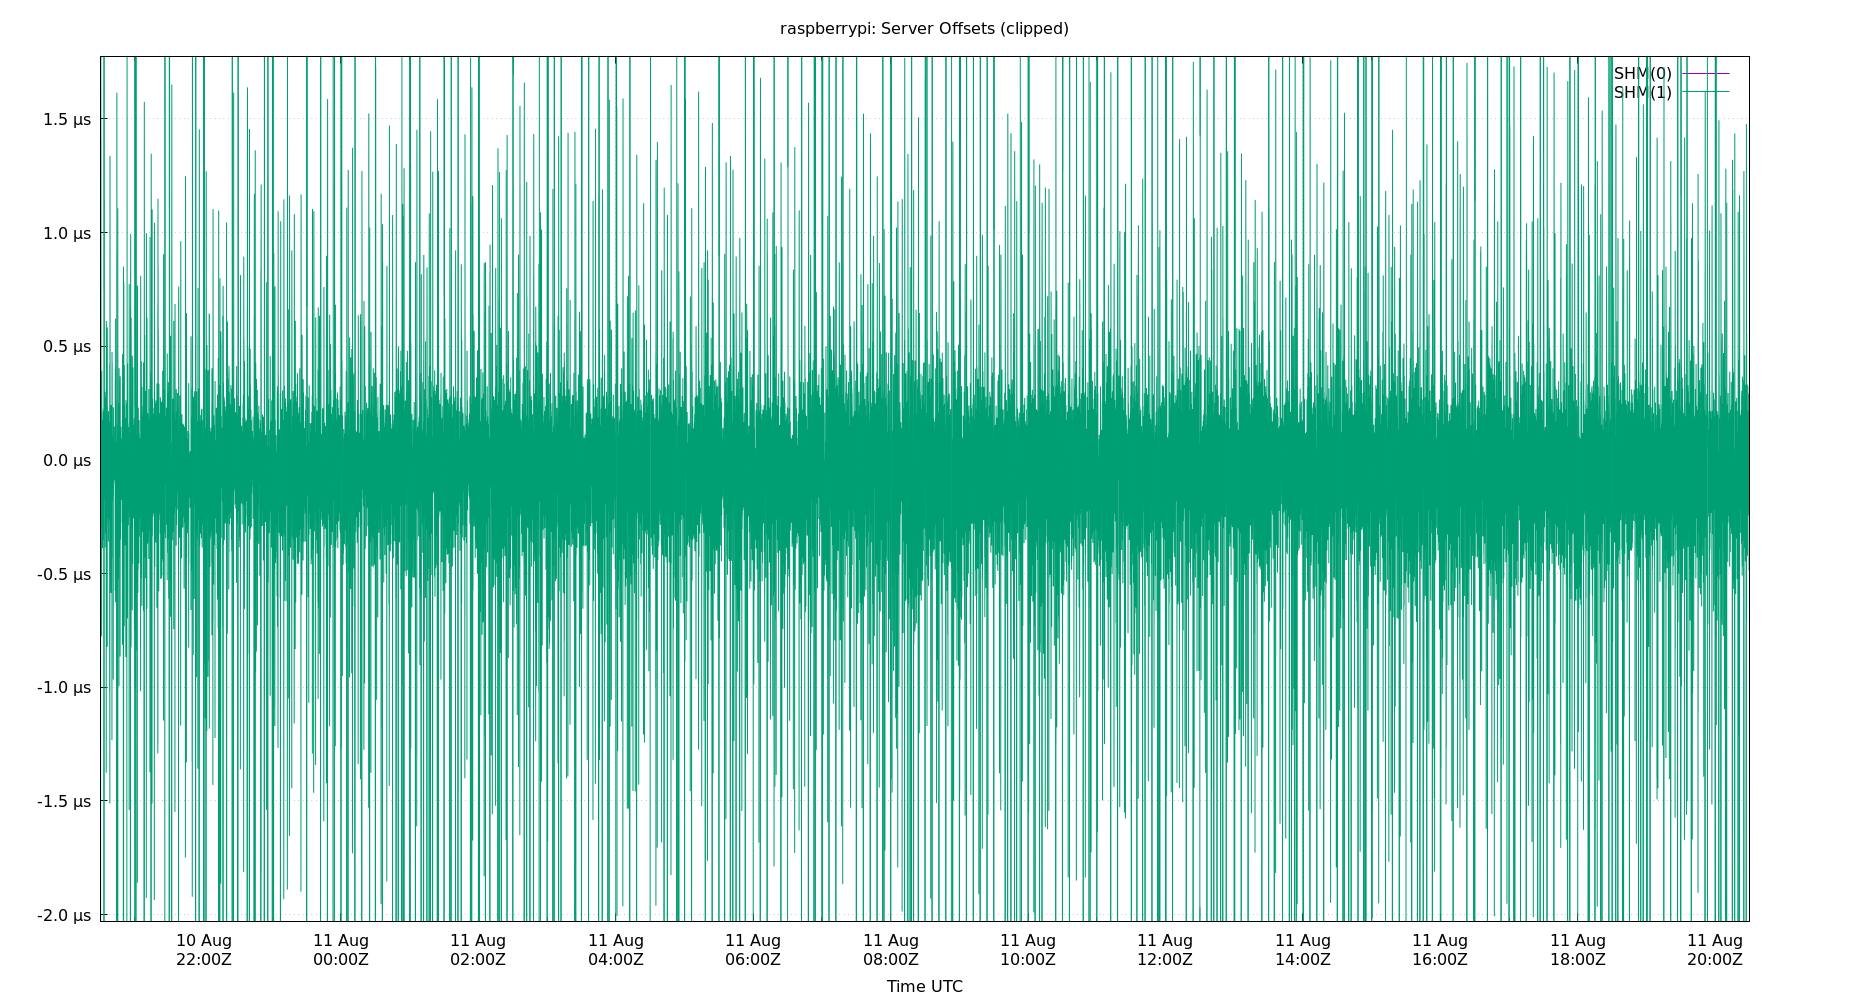 raspberrypi: Server Offsets (clipped)
SHM(0)
SHM(1)
1.5 µs
1.0 µs
0.5 µs
0.0 µs
-0.5 µs
-1.0 µs
-1.5 µs
-2.0 µs
10 Aug 11 Aug 11 Aug 11 Aug 11 Aug 11 Aug 11 Aug 11 Aug 11 Aug 11 Aug 11 Aug 11 Aug
22:00Z 00:00Z 02:00Z 04:00Z 06:00Z 08:00Z 10:00Z 12:00Z 14:00Z 16:00Z 18:00Z 20:00Z
Time UTC